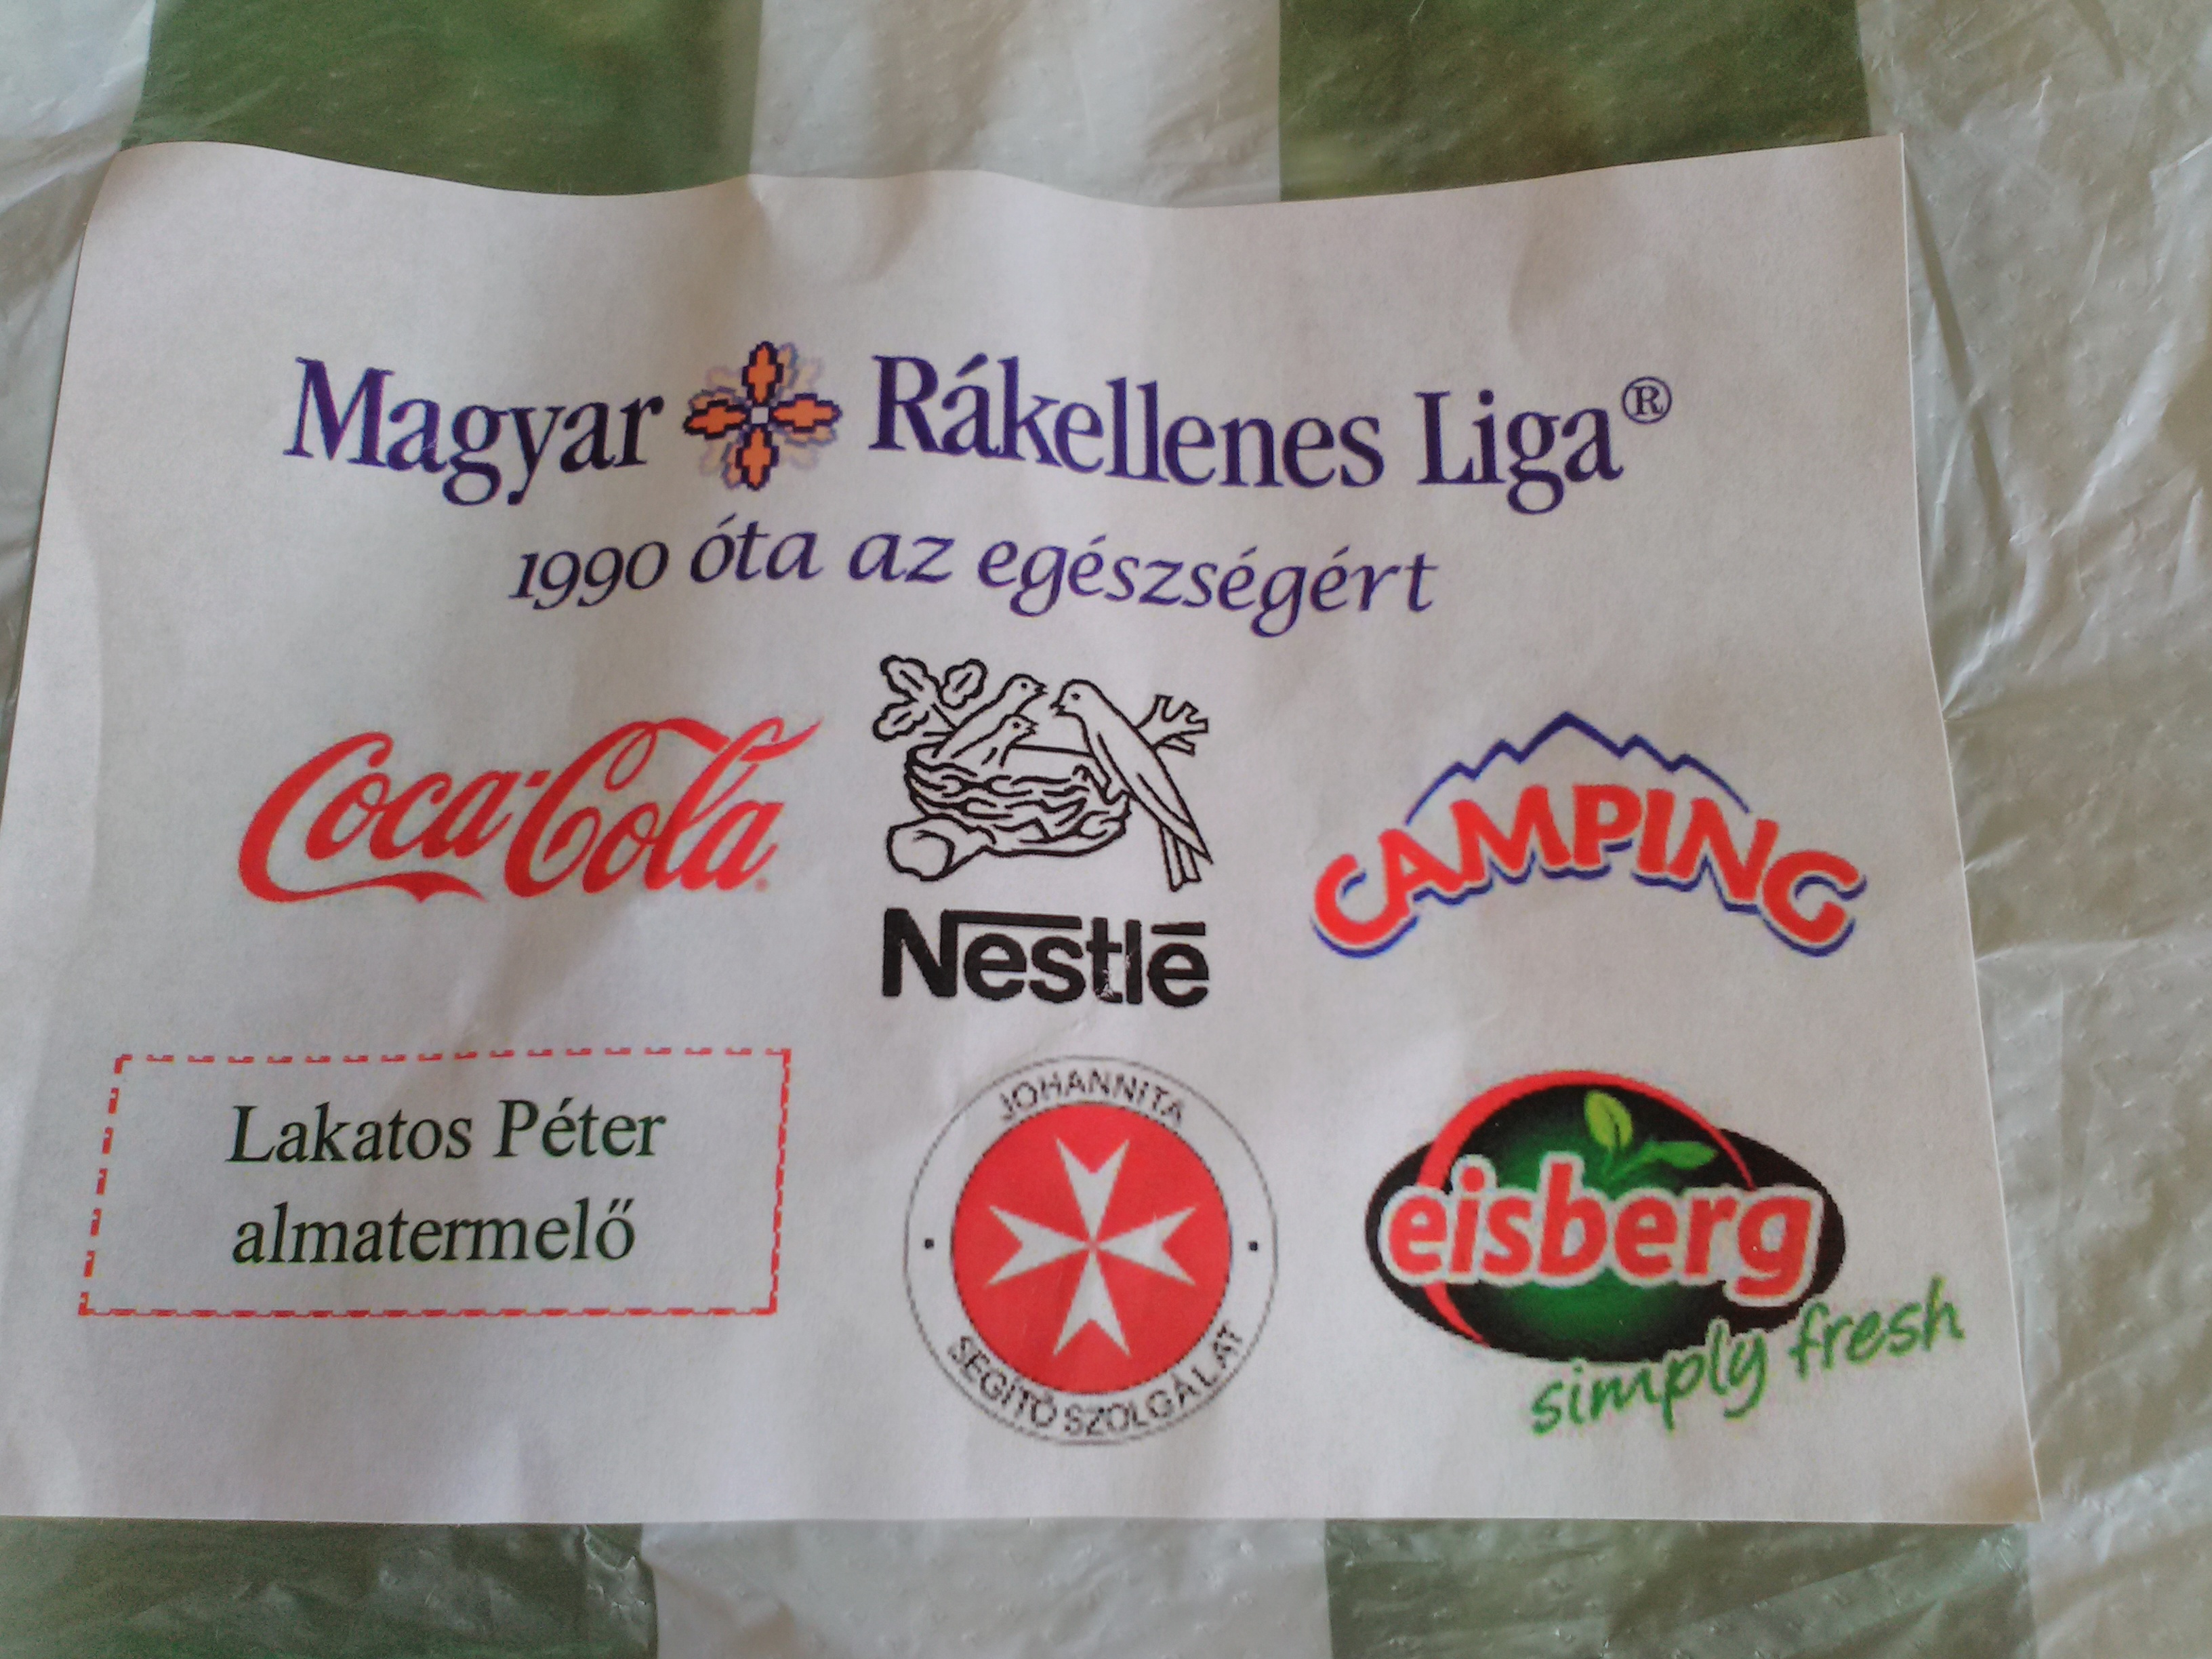 Magyar Rákellenes Liga®
1990 óta az egészségért
Coca-Cola
Nestlé
CAMPING
Lakatos Péter
almatermelő
JOHANNITA
SEGÍTŐ SZOLGÁLAT
eisberg
simply fresh